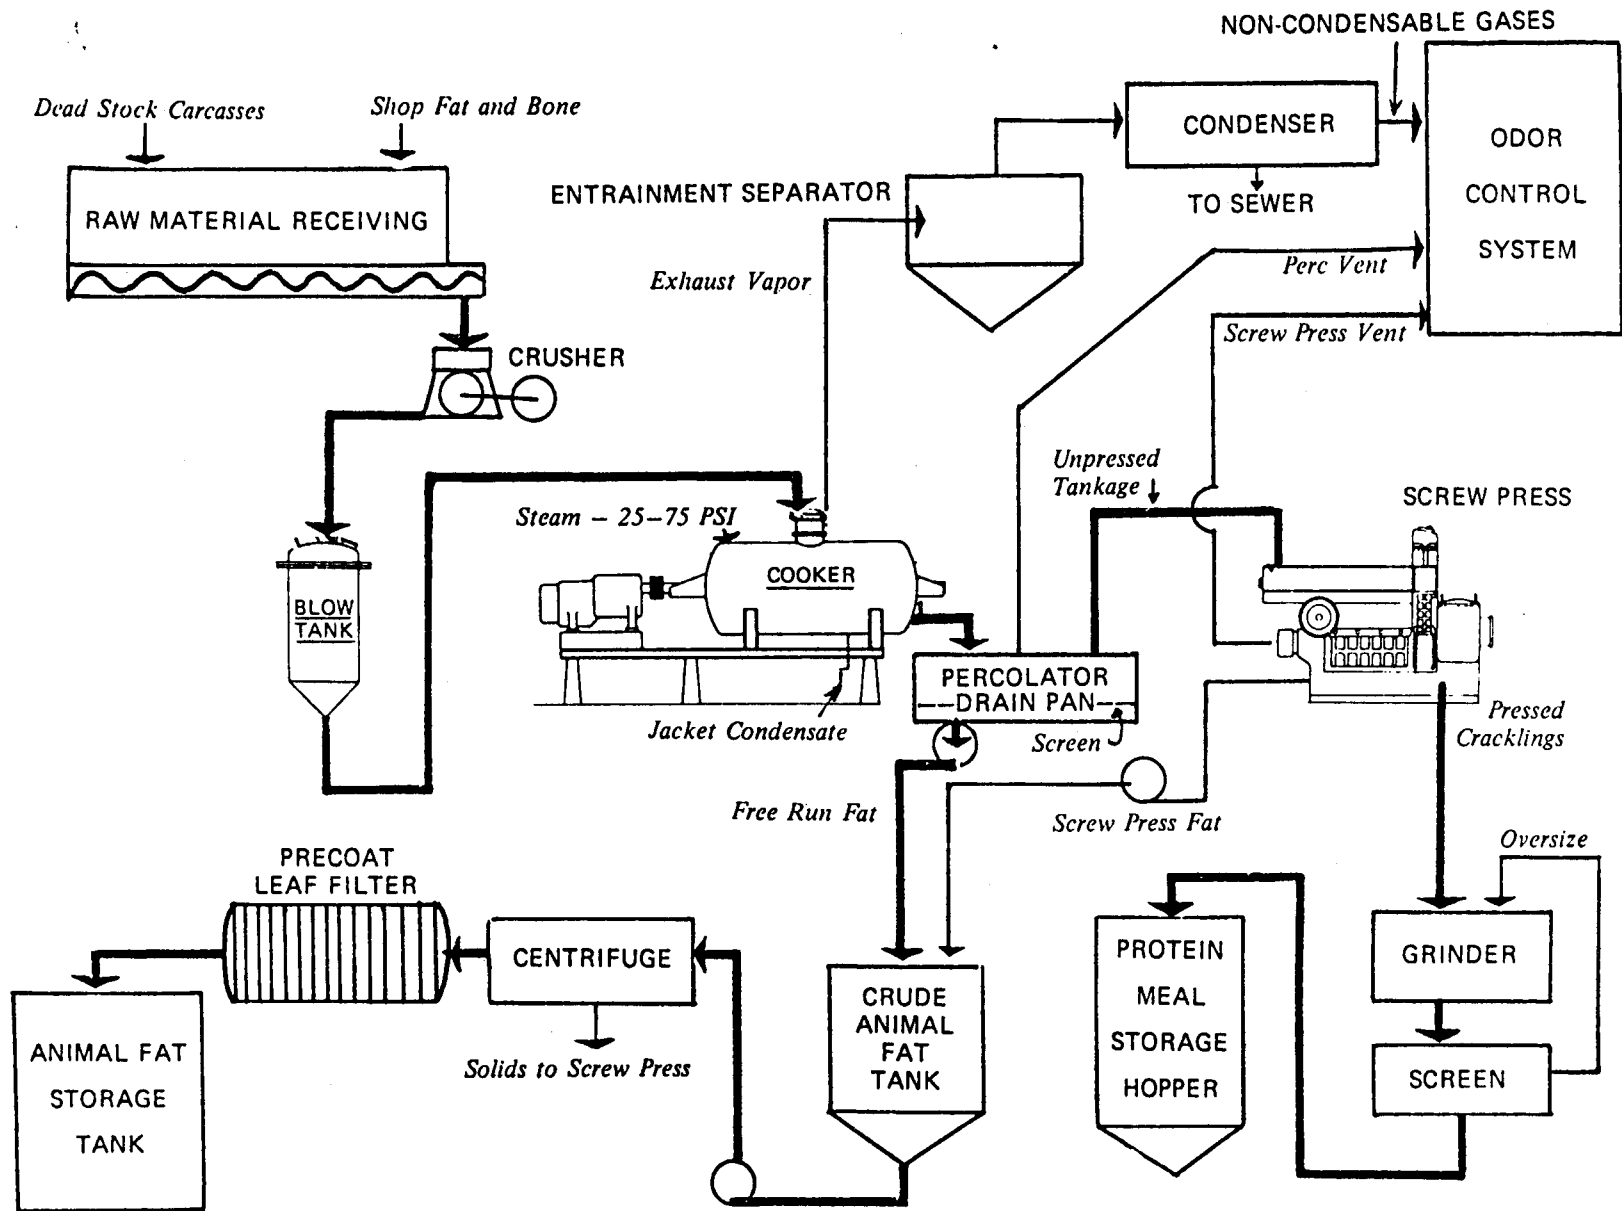 NON-CONDENSABLE GASES
Dead Stock Carcasses
Shop Fat and Bone
RAW MATERIAL RECEIVING
ENTRAINMENT SEPARATOR
CONDENSER
TO SEWER
ODOR
CONTROL
SYSTEM
Exhaust Vapor
Perc Vent
Screw Press Vent
CRUSHER
Unpressed
Tankage
SCREW PRESS
Steam – 25–75 PSI
COOKER
BLOW
TANK
PERCOLATOR
DRAIN PAN
Screen
Jacket Condensate
Pressed
Cracklings
Free Run Fat
Screw Press Fat
Oversize
PRECOAT
LEAF FILTER
CENTRIFUGE
Solids to Screw Press
ANIMAL FAT
STORAGE
TANK
CRUDE
ANIMAL
FAT
TANK
PROTEIN
MEAL
STORAGE
HOPPER
GRINDER
SCREEN